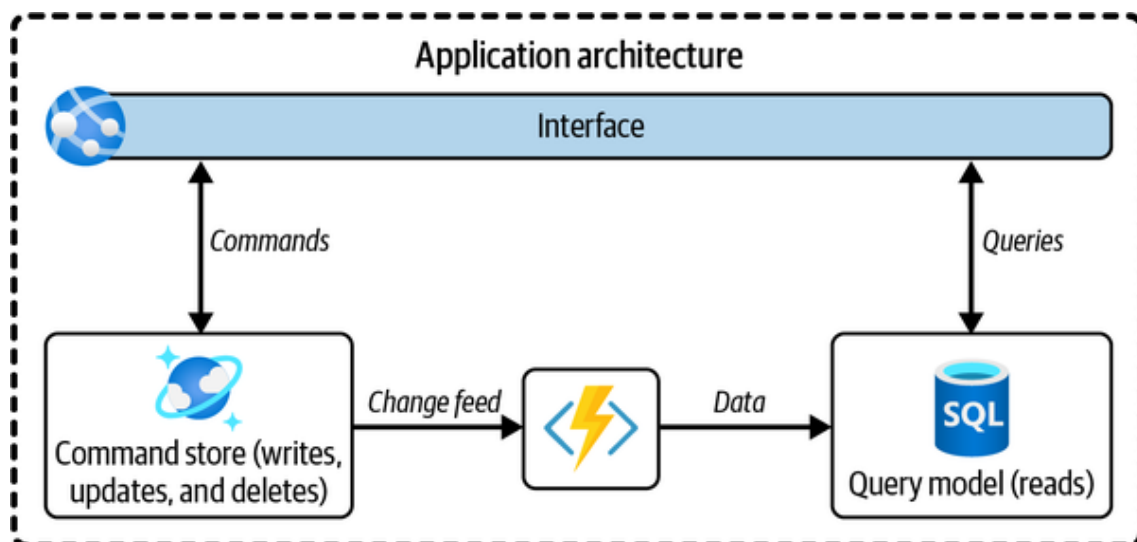 Application architecture
Interface
Commands
Queries
Change feed
Data
SQL
Command store (writes,
updates, and deletes)
Query model (reads)